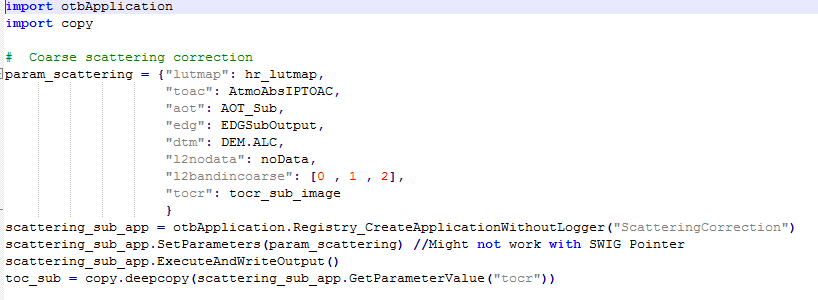 import otbApplication
import copy
#  Coarse scattering correction
param_scattering = {"lutmap": hr_lutmap,
"toac": AtmoAbsIPTOAC,
"aot": AOT_Sub,
"edg": EDGSubOutput,
"dtm": DEM.ALC,
"l2nodata": noData,
"l2bandincoarse": [0 , 1 , 2],
"tocr": tocr_sub_image
}
scattering_sub_app = otbApplication.Registry_CreateApplicationWithoutLogger("ScatteringCorrection")
scattering_sub_app.SetParameters(param_scattering) //Might not work with SWIG Pointer
scattering_sub_app.ExecuteAndWriteOutput()
toc_sub = copy.deepcopy(scattering_sub_app.GetParameterValue("tocr"))